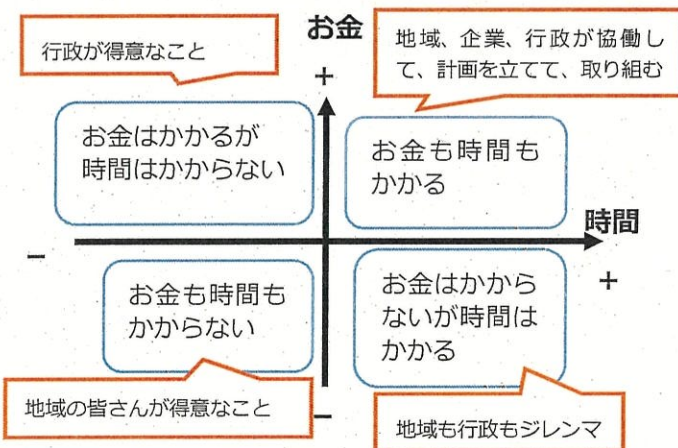 お金
行政が得意なこと
地域、企業、行政が協働し
て、計画を立てて、取り組む
+
お金はかかるが
時間はかからない
お金も時間も
かかる
時間
−
+
お金も時間も
かからない
お金はかから
ないが時間は
かかる
地域の皆さんが得意なこと
−
地域も行政もジレンマ